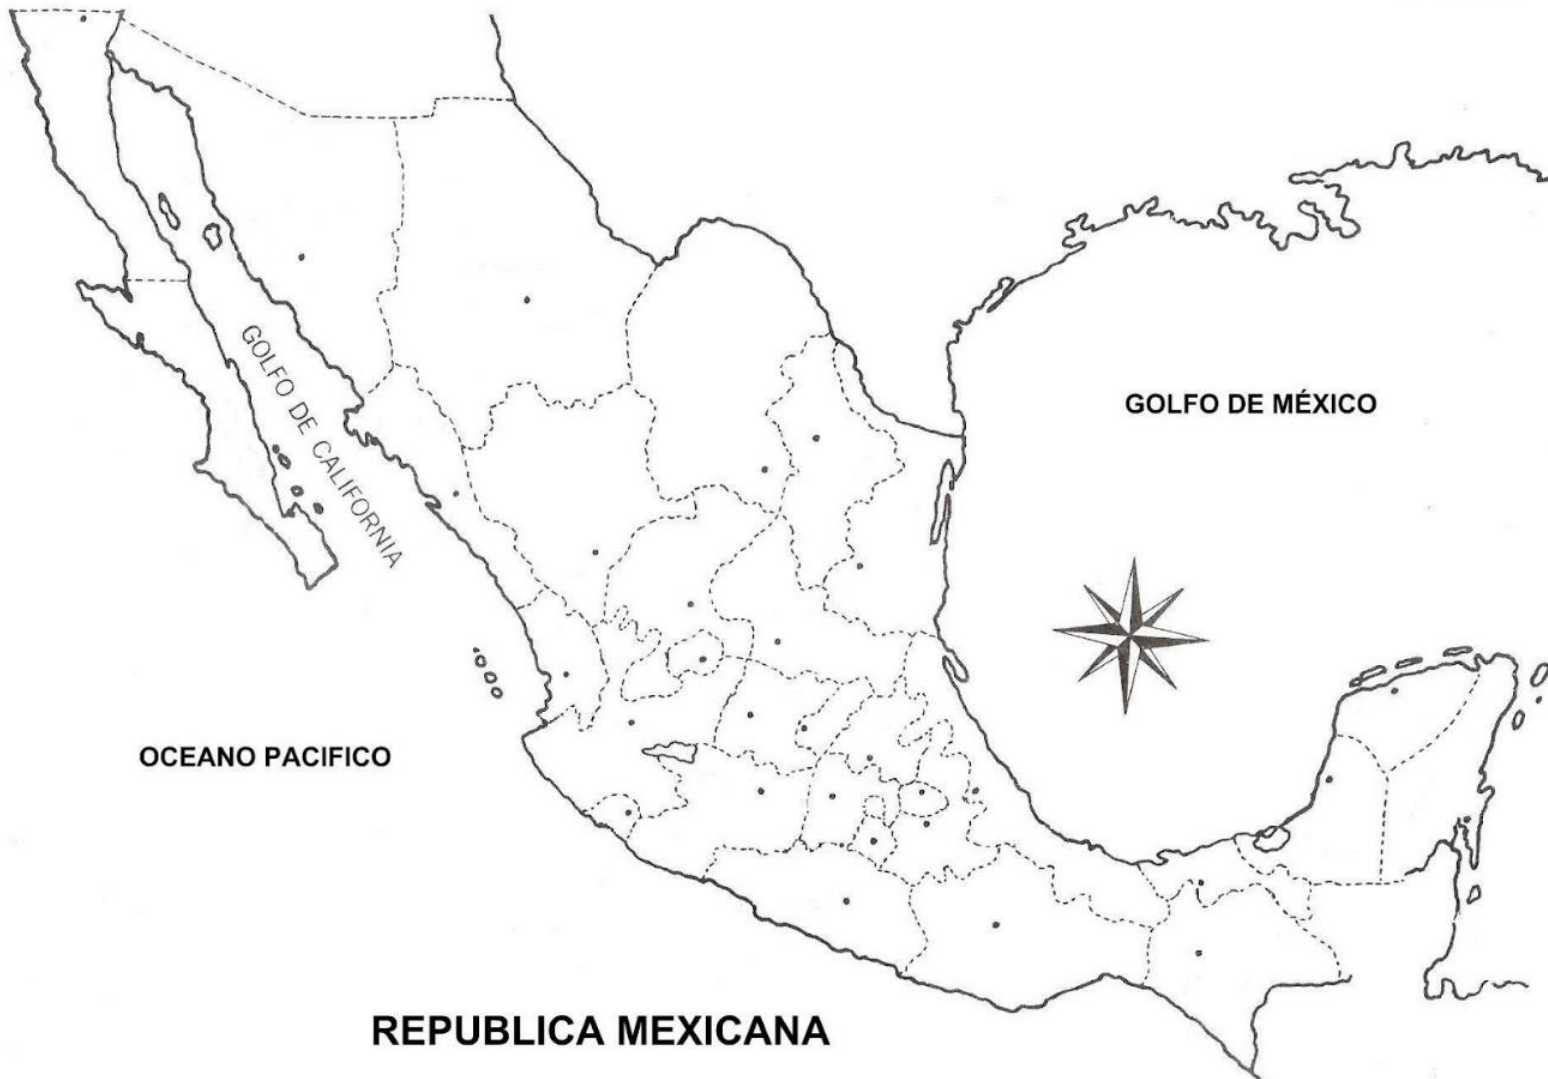 GOLFO DE CALIFORNIA
GOLFO DE MÉXICO
OCEANO PACIFICO
REPUBLICA MEXICANA